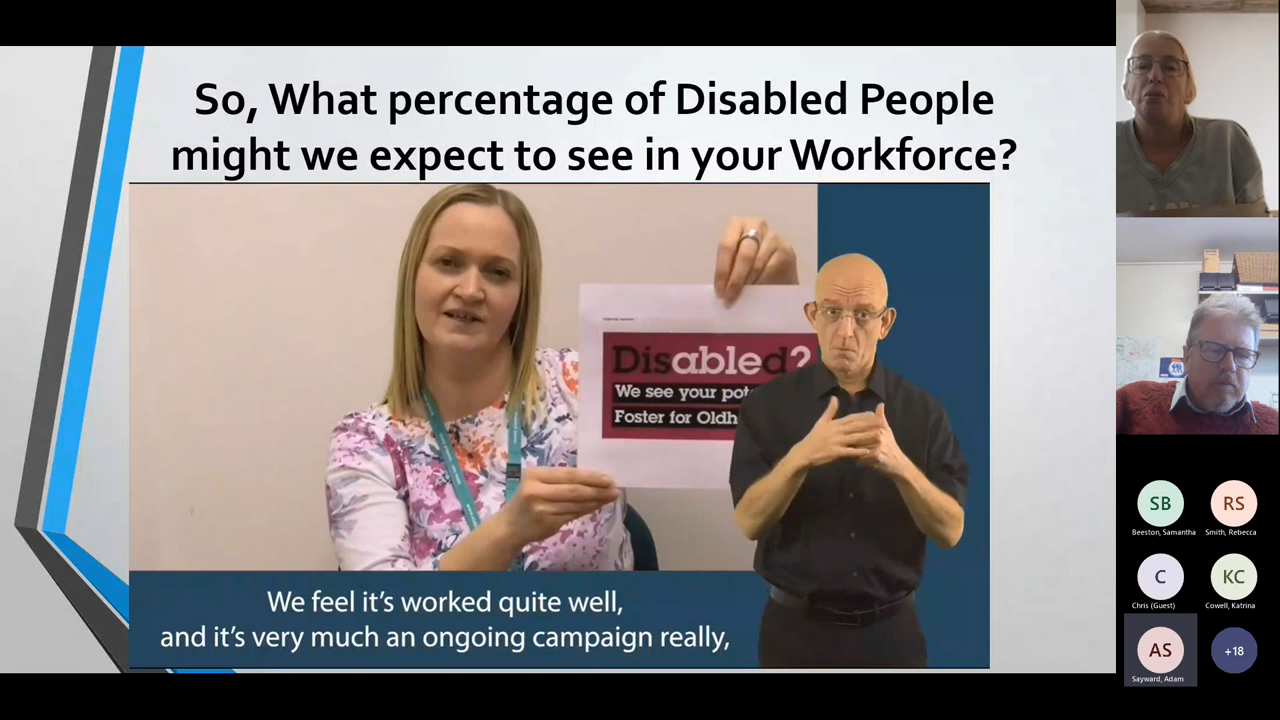 So, What percentage of Disabled People
might we expect to see in your Workforce?
Disabled?
We see your
Foster for
We feel it's worked quite well,
and it's very much an ongoing campaign really,
SB
RS
Beeston, Samantha
Smith, Rebecca
C
KC
Chris (Guest)
Cowell, Katrina
AS
+18
Sayward, Adam